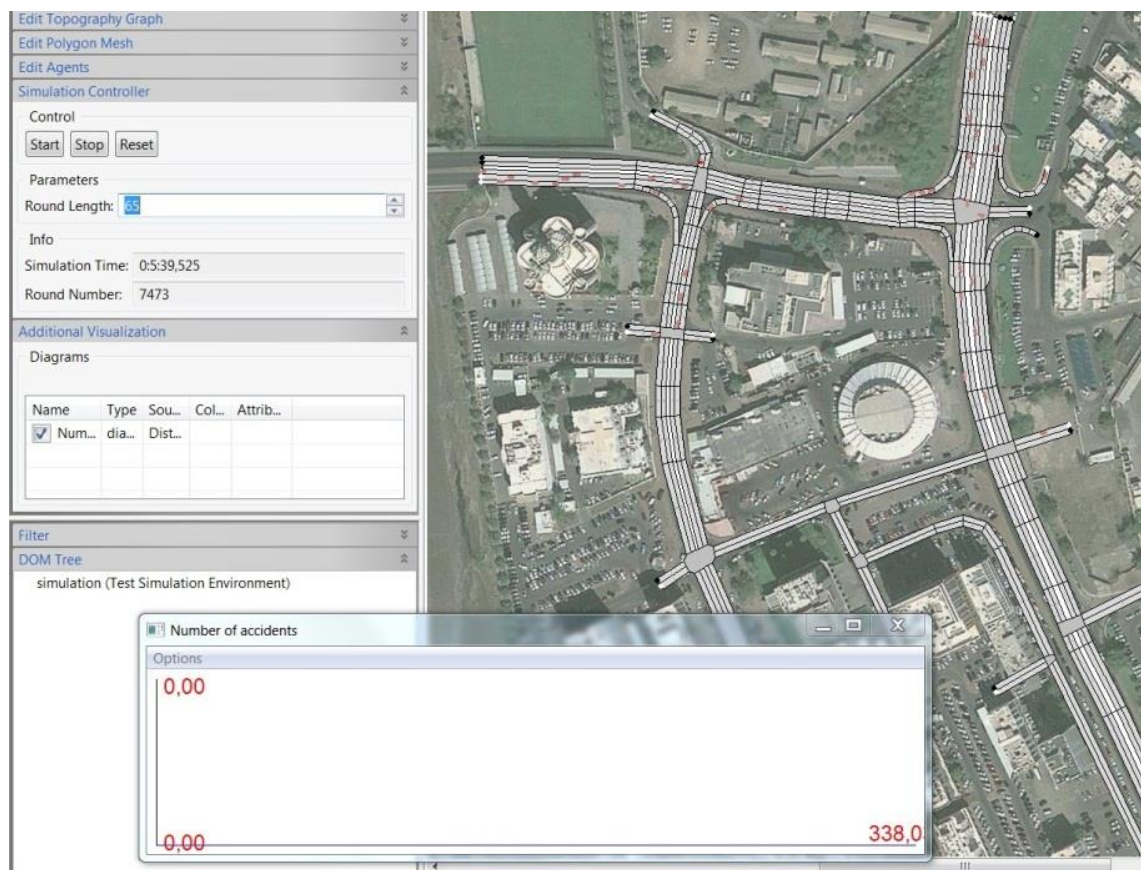 Edit Topography Graph
Edit Polygon Mesh
Edit Agents
Simulation Controller
Control
Start Stop Reset
Parameters
Round Length: 65
Info
Simulation Time: 0:5:39,525
Round Number: 7473
Additional Visualization
Diagrams
Name Type Sou... Col... Attrib...
Num... dia... Dist...
Filter
DOM Tree
simulation (Test Simulation Environment)
Number of accidents
Options
0,00
338,0
0,00